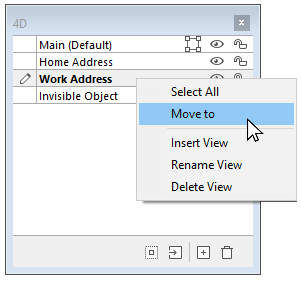 4D
Main (Default)
Home Address
Work Address
Invisible Object
Select All
Move to
Insert View
Rename View
Delete View